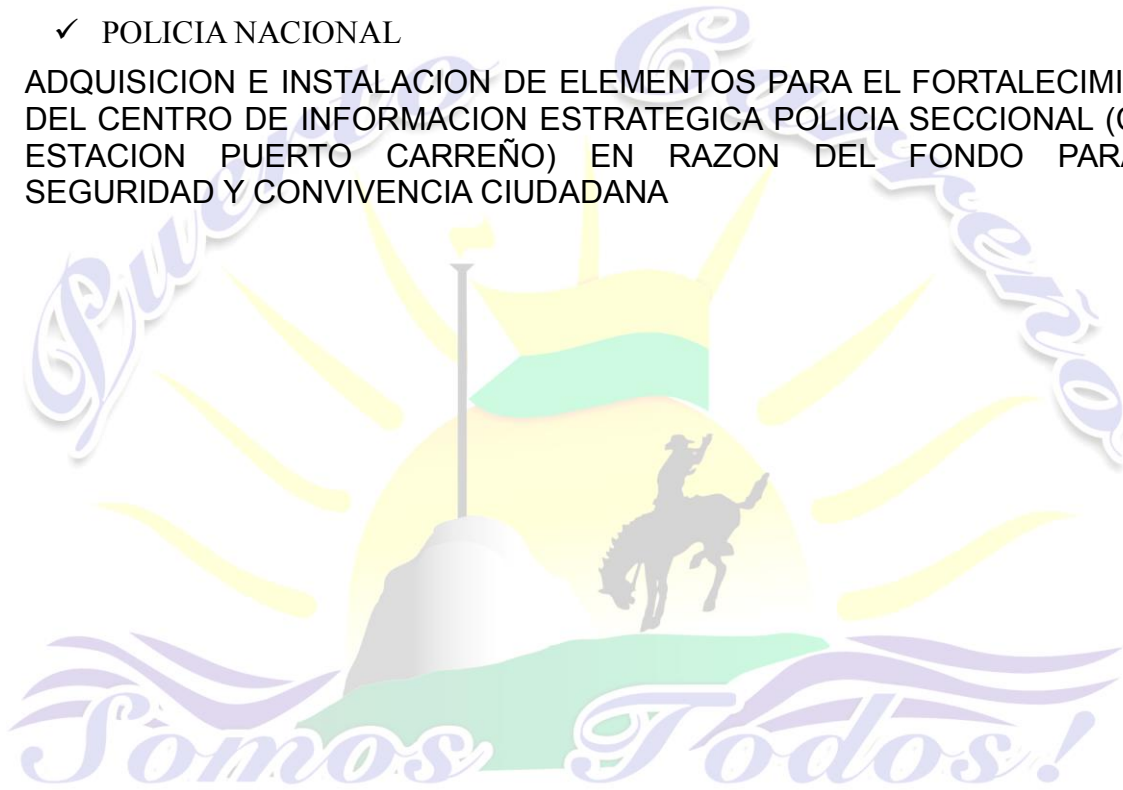 ✓ POLICIA NACIONAL
ADQUISICION E INSTALACION DE ELEMENTOS PARA EL
DEL CENTRO DE INFORMACION ESTRATEGICA POLICIA SECCIONAL
ESTACION PUERTO CARREÑO) EN RAZON DEL FONDO
SEGURIDAD Y CONVIVENCIA CIUDADANA
Puerto Carreño
Somos Todos!